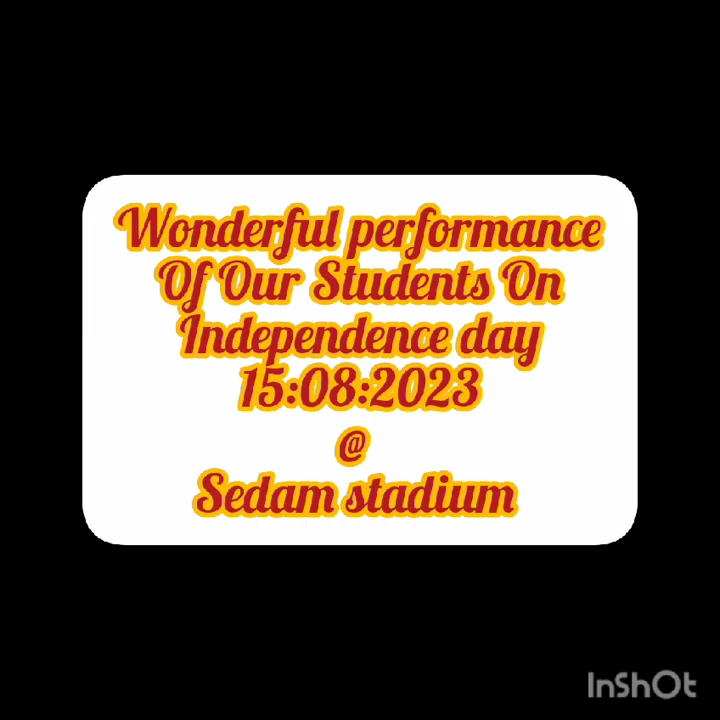 Wonderful performance
Of Our Students On
Independence day
15:08:2023
@
Sedam stadium
InShOt